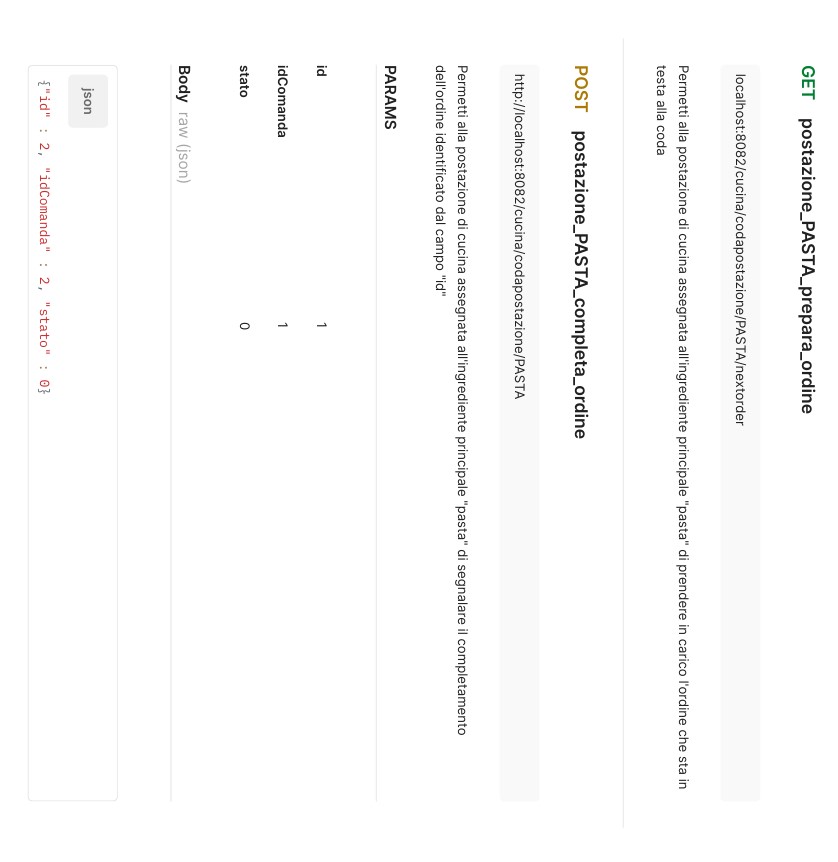 GET postazione_PASTA_prepara_ordine
localhost:8082/cucina/codapostazione/PASTA/nextorder
Permetti alla postazione di cucina assegnata all'ingrediente principale "pasta" di prendere in carico l'ordine che sta in
testa alla coda
POST postazione_PASTA_completa_ordine
http://localhost:8082/cucina/codapostazione/PASTA
Permetti alla postazione di cucina assegnata all'ingrediente principale "pasta" di segnalare il completamento
dell'ordine identificato dal campo "id"
PARAMS
id 1
idComanda 1
stato 0
Body raw (json)
json
{"id" : 2, "idComanda" : 2, "stato" : 0}